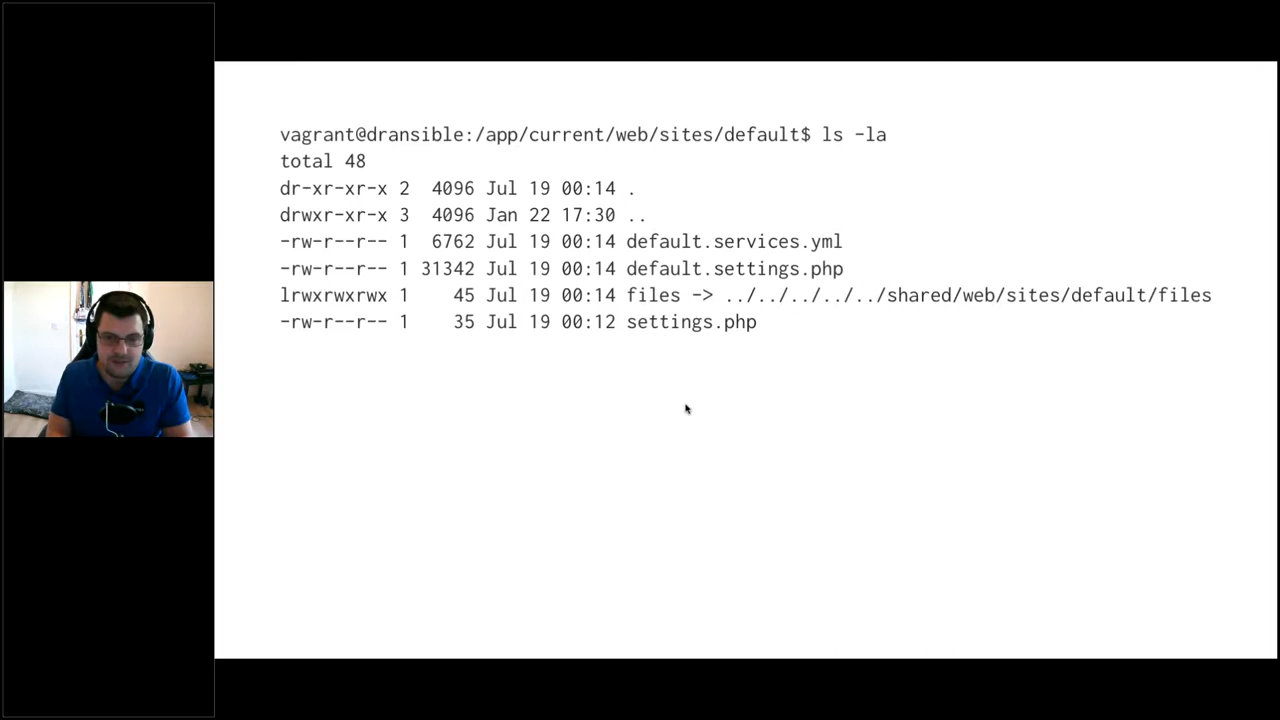 vagrant@dransible:/app/current/web/sites/default$ ls -la
total 48
dr-xr-xr-x 2  4096 Jul 19 00:14 .
drwxr-xr-x 3  4096 Jan 22 17:30 ..
-rw-r--r-- 1  6762 Jul 19 00:14 default.services.yml
-rw-r--r-- 1 31342 Jul 19 00:14 default.settings.php
lrwxrwxrwx 1    45 Jul 19 00:14 files -> ../../../../../shared/web/sites/default/files
-rw-r--r-- 1    35 Jul 19 00:12 settings.php